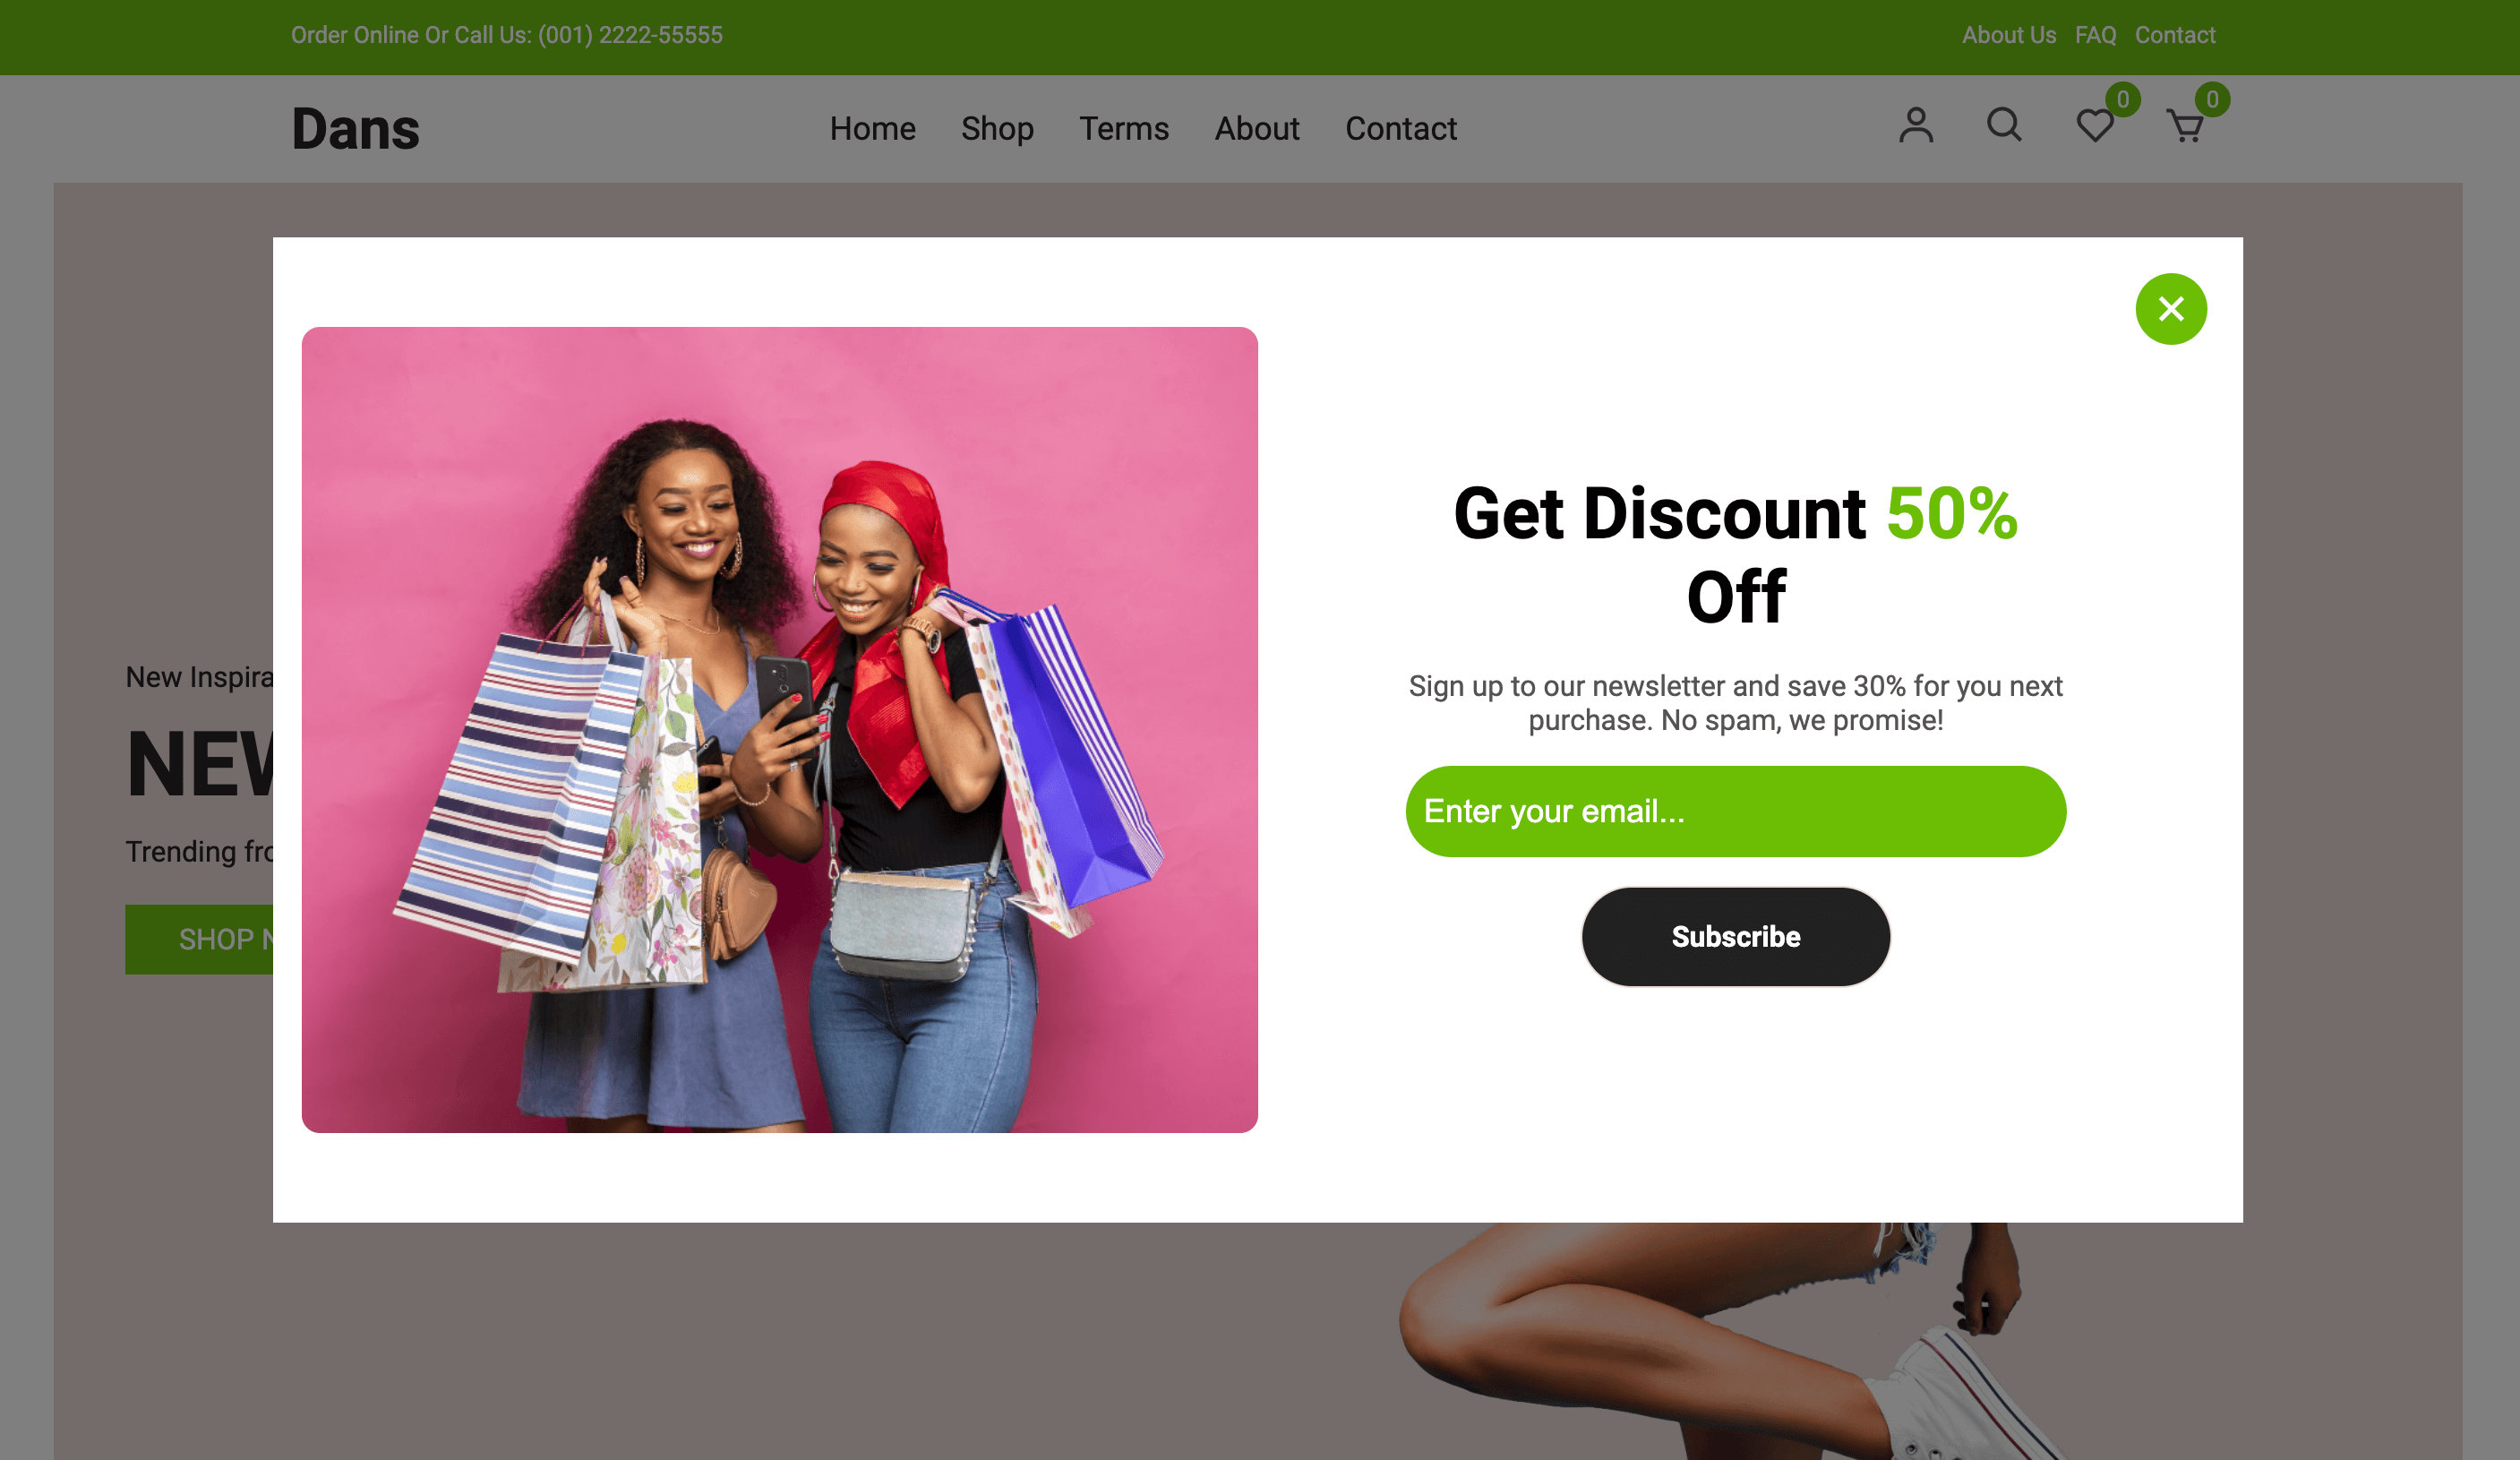 Order Online Or Call Us: (001) 2222-55555
About Us FAQ Contact
Dans
Home Shop Terms About Contact
0 0
Get Discount 50%
Off
Sign up to our newsletter and save 30% for you next
purchase. No spam, we promise!
Enter your email...
Subscribe
New
NEW
Trending
SHOP